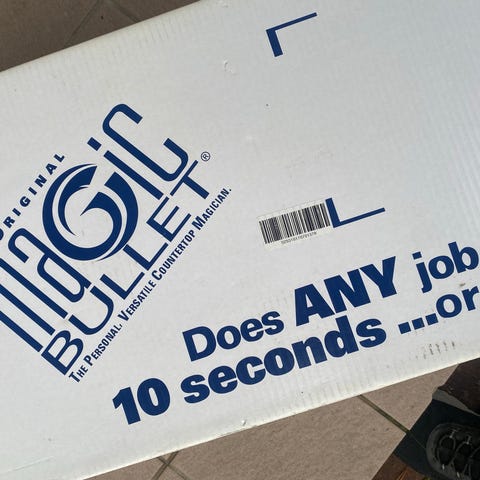 ORIGINAL
MAGIC
BULLET®
THE PERSONAL, VERSATILE COUNTERTOP MAGICIAN.
Does ANY job
10 seconds ...or